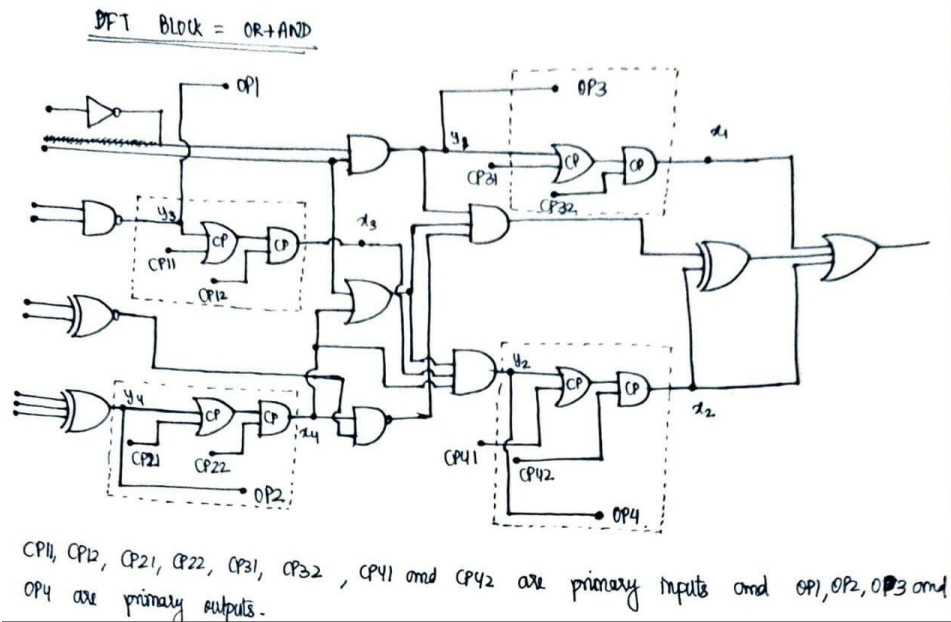 DFT BLOCK = OR+AND
OP1
OP3
y1
x1
CP
CP
CP31
CP32
y3
x3
CP
CP
CP11
CP12
y2
CP
CP
x2
y4
CP
CP
x4
CP21
CP22
CP41
CP42
OP2
OP4
CP11, CP12, CP21, CP22, CP31, CP32 , CP41 and CP42 are primary inputs and OP1, OP2, OP3 and
OP4 are primary outputs.